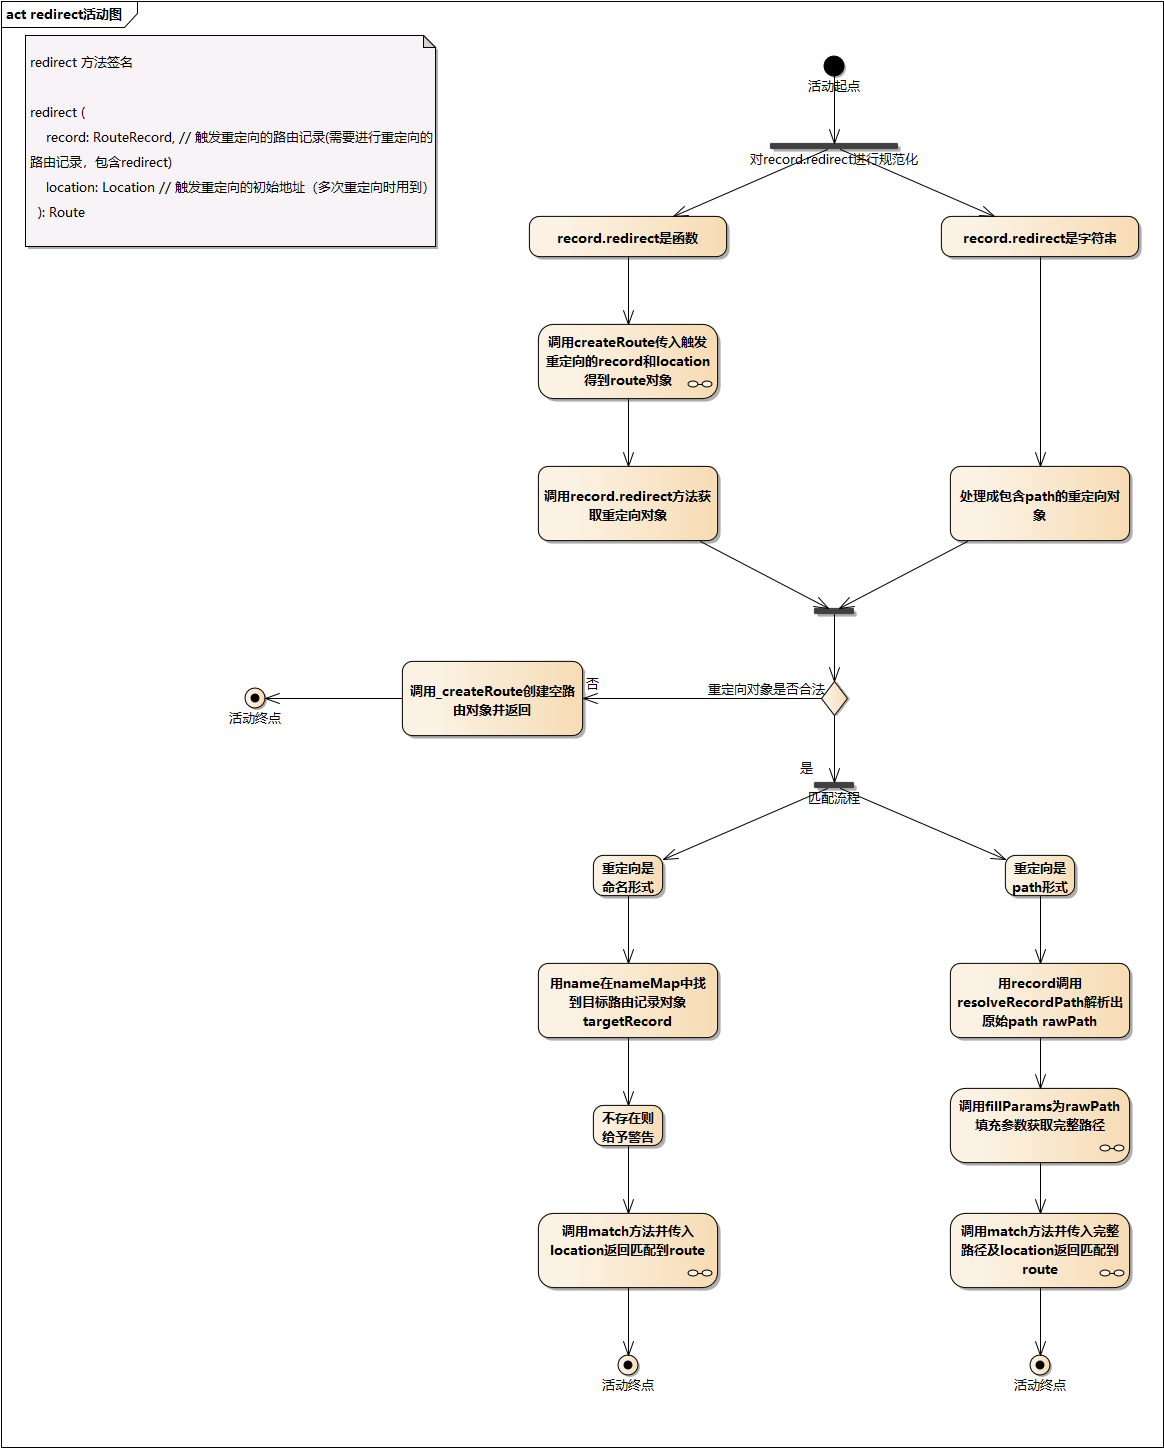 act redirect活动图
redirect 方法签名
redirect (
record: RouteRecord, // 触发重定向的路由记录(需要进行重定向的
路由记录，包含redirect)
location: Location // 触发重定向的初始地址（多次重定向时用到）
): Route
活动起点
对record.redirect进行规范化
record.redirect是函数
record.redirect是字符串
调用createRoute传入触发
重定向的record和location
得到route对象
调用record.redirect方法获
取重定向对象
处理成包含path的重定向对
象
重定向对象是否合法
否
调用_createRoute创建空路
由对象并返回
活动终点
是
匹配流程
重定向是
命名形式
重定向是
path形式
用name在nameMap中找
到目标路由记录对象
targetRecord
用record调用
resolveRecordPath解析出
原始path rawPath
不存在则
给予警告
调用fillParams为rawPath
填充参数获取完整路径
调用match方法并传入
location返回匹配到route
调用match方法并传入完整
路径及location返回匹配到
route
活动终点
活动终点